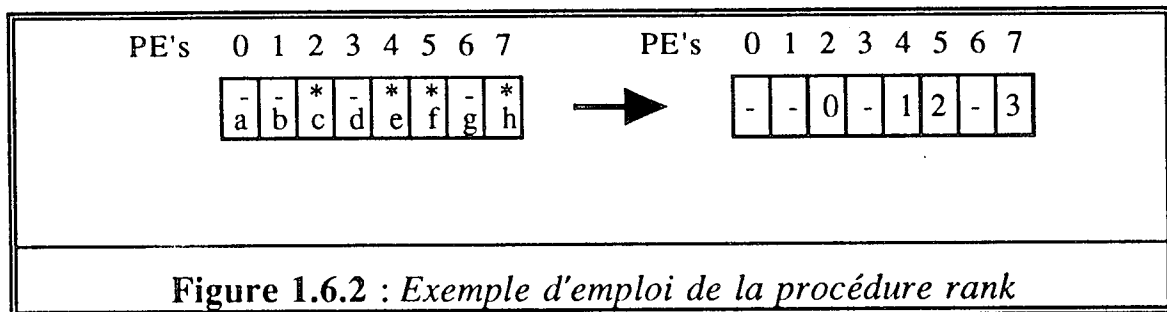 PE's 0 1 2 3 4 5 6 7 PE's 0 1 2 3 4 5 6 7
- - * - * * - *
a b c d e f g h - - 0 - 1 2 - 3
Figure 1.6.2 : Exemple d'emploi de la procédure rank